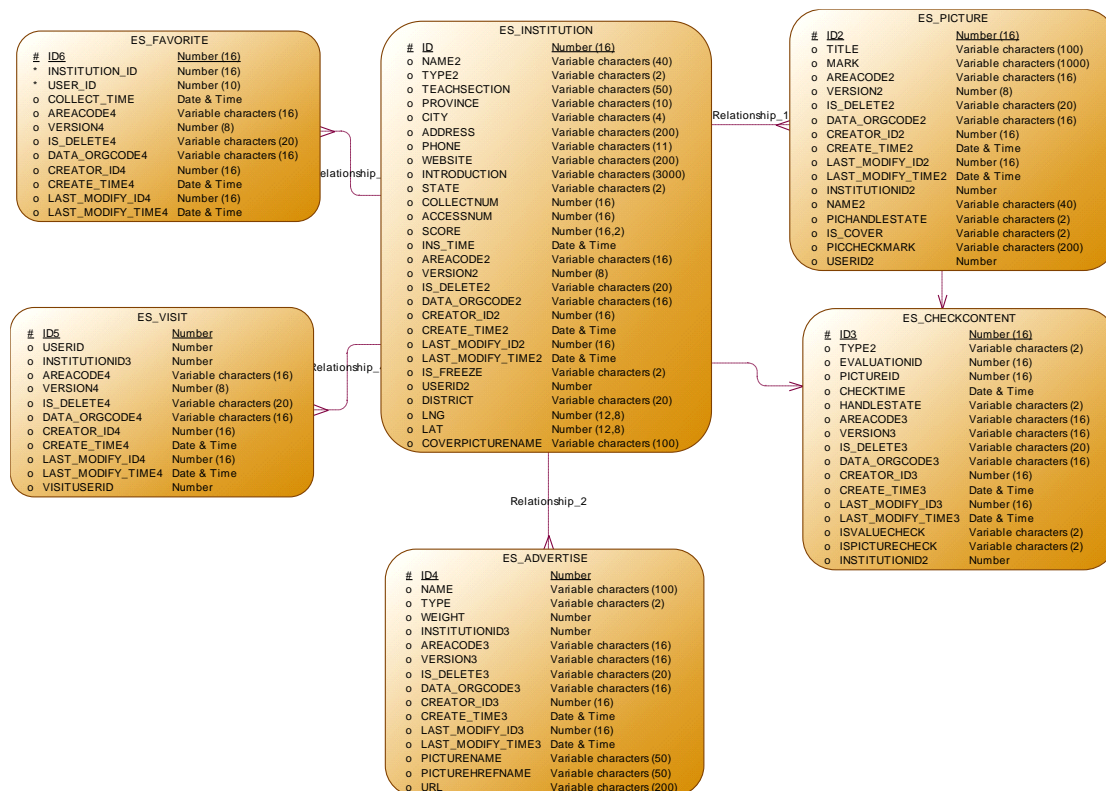 ES_FAVORITE
# ID6 Number (16)
* INSTITUTION_ID Number (16)
* USER_ID Number (10)
o COLLECT_TIME Date & Time
o AREACODE4 Variable characters (16)
o VERSION4 Number (8)
o IS_DELETE4 Variable characters (20)
o DATA_ORGCODE4 Variable characters (16)
o CREATOR_ID4 Number (16)
o CREATE_TIME4 Date & Time
o LAST_MODIFY_ID4 Number (16)
o LAST_MODIFY_TIME4 Date & Time
ES_INSTITUTION
# ID Number (16)
o NAME2 Variable characters (40)
o TYPE2 Variable characters (2)
o TEACHSECTION Variable characters (50)
o PROVINCE Variable characters (10)
o CITY Variable characters (4)
o ADDRESS Variable characters (200)
o PHONE Variable characters (11)
o WEBSITE Variable characters (200)
o INTRODUCTION Variable characters (3000)
o STATE Variable characters (2)
o COLLECTNUM Number (16)
o ACCESSNUM Number (16)
o SCORE Number (16,2)
o INS_TIME Date & Time
o AREACODE2 Variable characters (16)
o VERSION2 Number (8)
o IS_DELETE2 Variable characters (20)
o DATA_ORGCODE2 Variable characters (16)
o CREATOR_ID2 Number (16)
o CREATE_TIME2 Date & Time
o LAST_MODIFY_ID2 Number (16)
o LAST_MODIFY_TIME2 Date & Time
o IS_FREEZE Variable characters (2)
o USERID2 Number
o DISTRICT Variable characters (20)
o LNG Number (12,8)
o LAT Number (12,8)
o COVERPICTURENAME Variable characters (100)
ES_PICTURE
# ID2 Number (16)
o TITLE Variable characters (100)
o MARK Variable characters (1000)
o AREACODE2 Variable characters (16)
o VERSION2 Number (8)
o IS_DELETE2 Variable characters (20)
o DATA_ORGCODE2 Variable characters (16)
o CREATOR_ID2 Number (16)
o CREATE_TIME2 Date & Time
o LAST_MODIFY_ID2 Number (16)
o LAST_MODIFY_TIME2 Date & Time
o INSTITUTIONID2 Number
o NAME2 Variable characters (40)
o PICHANDLESTATE Variable characters (2)
o IS_COVER Variable characters (2)
o PICCHECKMARK Variable characters (200)
o USERID2 Number
Relationship_1
elationship_
ES_VISIT
# ID5 Number
o USERID Number
o INSTITUTIONID3 Number
o AREACODE4 Variable characters (16)
o VERSION4 Number (8)
o IS_DELETE4 Variable characters (20)
o DATA_ORGCODE4 Variable characters (16)
o CREATOR_ID4 Number (16)
o CREATE_TIME4 Date & Time
o LAST_MODIFY_ID4 Number (16)
o LAST_MODIFY_TIME4 Date & Time
o VISITUSERID Number
Relationship_
ES_CHECKCONTENT
# ID3 Number (16)
o TYPE2 Variable characters (2)
o EVALUATIONID Number (16)
o PICTUREID Number (16)
o CHECKTIME Date & Time
o HANDLESTATE Variable characters (2)
o AREACODE3 Variable characters (16)
o VERSION3 Variable characters (16)
o IS_DELETE3 Variable characters (20)
o DATA_ORGCODE3 Variable characters (16)
o CREATOR_ID3 Number (16)
o CREATE_TIME3 Date & Time
o LAST_MODIFY_ID3 Number (16)
o LAST_MODIFY_TIME3 Date & Time
o ISVALUECHECK Variable characters (2)
o ISPICTURECHECK Variable characters (2)
o INSTITUTIONID2 Number
Relationship_2
ES_ADVERTISE
# ID4 Number
o NAME Variable characters (100)
o TYPE Variable characters (2)
o WEIGHT Number
o INSTITUTIONID3 Number
o AREACODE3 Variable characters (16)
o VERSION3 Variable characters (16)
o IS_DELETE3 Variable characters (20)
o DATA_ORGCODE3 Variable characters (16)
o CREATOR_ID3 Number (16)
o CREATE_TIME3 Date & Time
o LAST_MODIFY_ID3 Number (16)
o LAST_MODIFY_TIME3 Date & Time
o PICTURENAME Variable characters (50)
o PICTUREHREFNAME Variable characters (50)
o URL Variable characters (200)